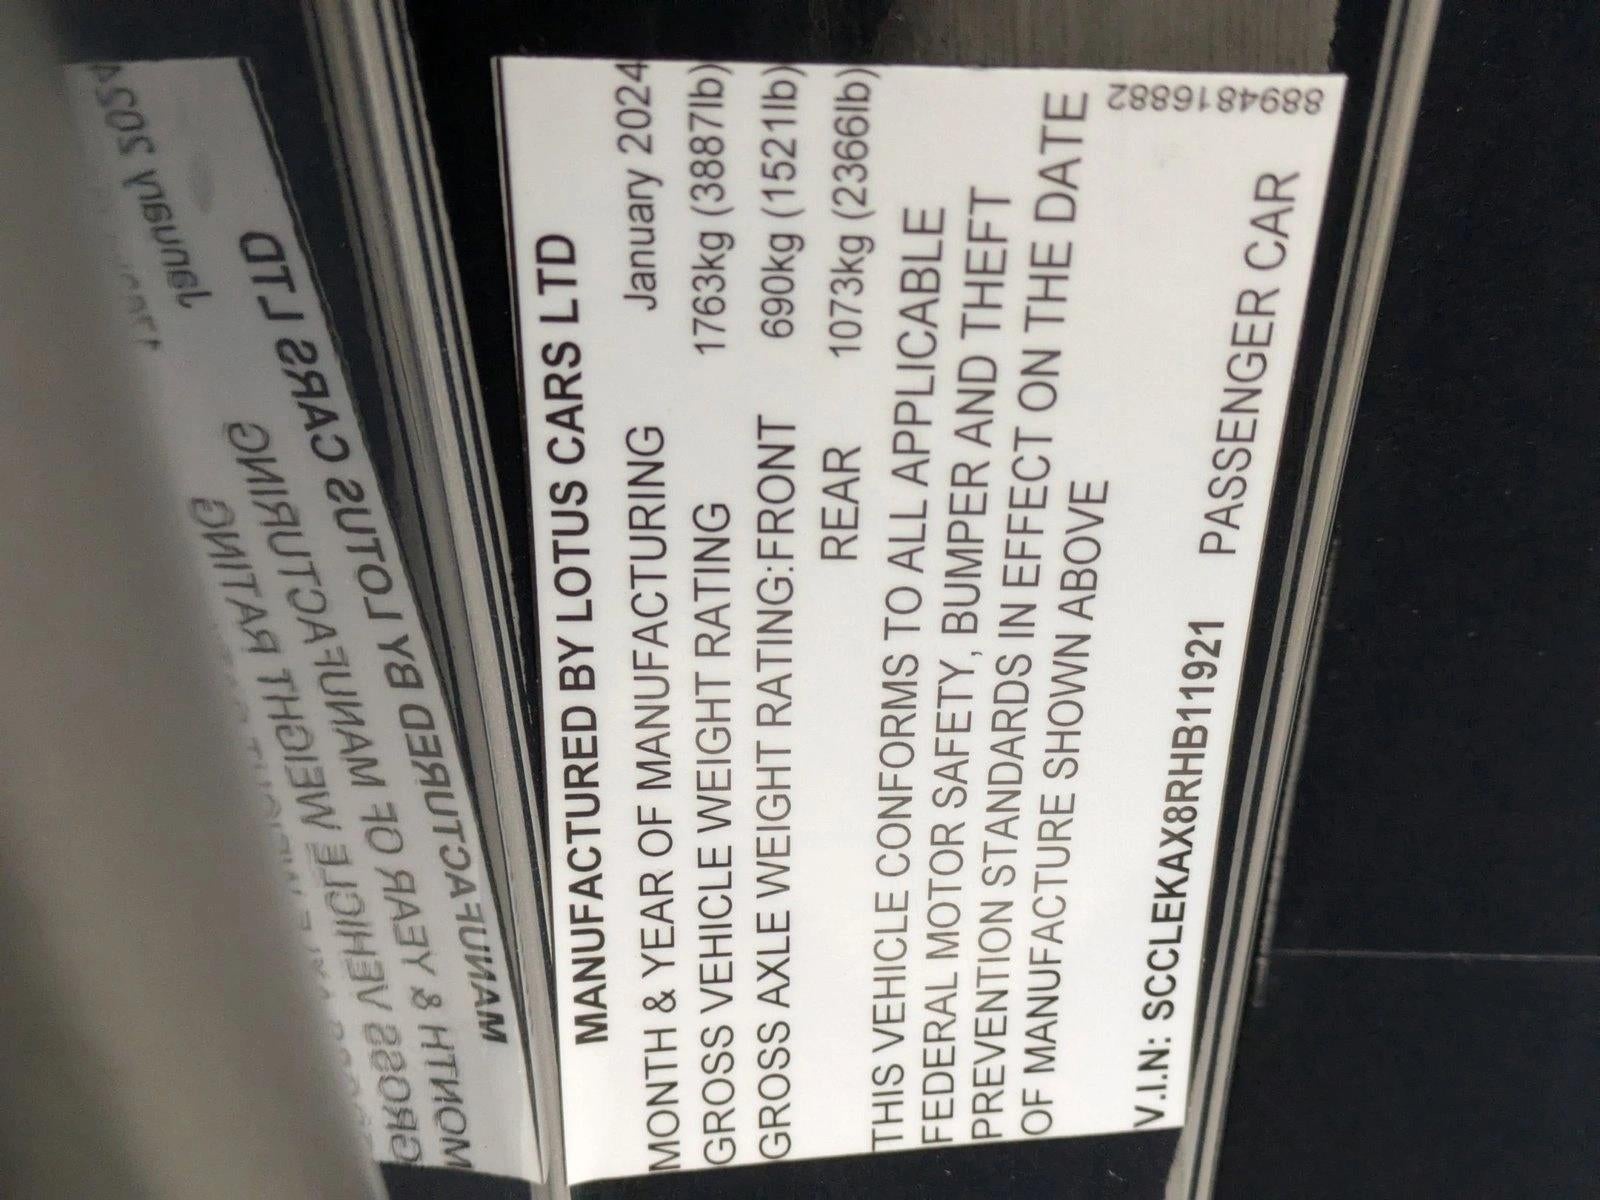 MANUFACTURED BY LOTUS CARS LTD
MONTH & YEAR OF MANUFACTURING January 2024
GROSS VEHICLE WEIGHT RATING 1763kg (3887lb)
GROSS AXLE WEIGHT RATING:FRONT 690kg (1521lb)
REAR 1073kg (2366lb)
THIS VEHICLE CONFORMS TO ALL APPLICABLE
FEDERAL MOTOR SAFETY, BUMPER AND THEFT
PREVENTION STANDARDS IN EFFECT ON THE DATE
OF MANUFACTURE SHOWN ABOVE
V.I.N: SCCLEKAX8RHB11921 PASSENGER CAR
8894816882